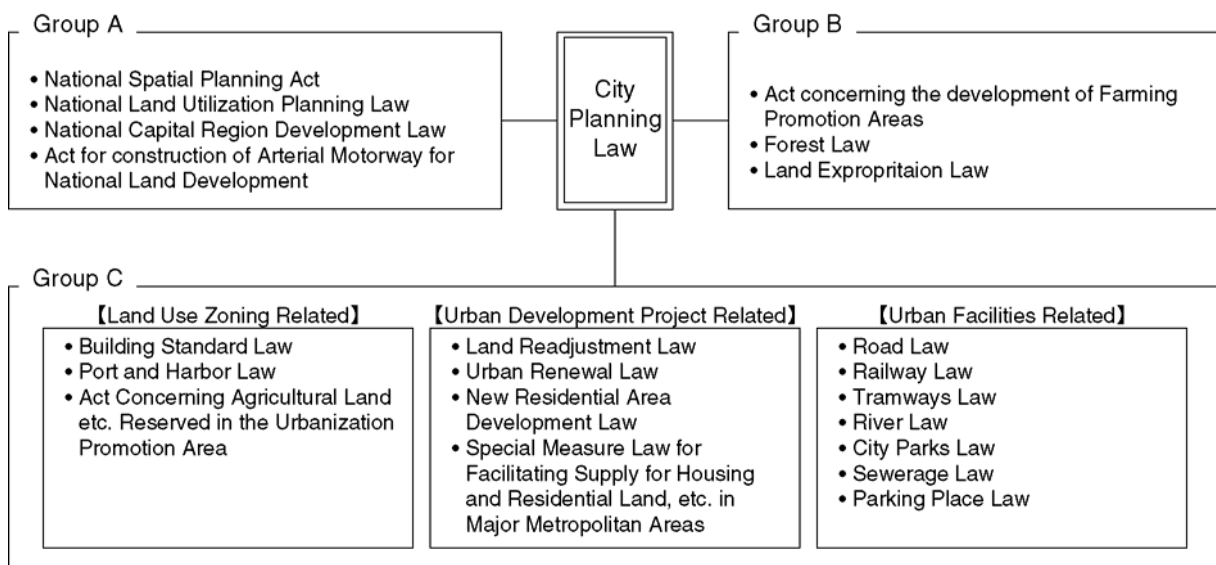 Group A
• National Spatial Planning Act
• National Land Utilization Planning Law
• National Capital Region Development Law
• Act for construction of Arterial Motorway for
National Land Development
City
Planning
Law
Group B
• Act concerning the development of Farming
Promotion Areas
• Forest Law
• Land Expropritaion Law
Group C
【Land Use Zoning Related】
• Building Standard Law
• Port and Harbor Law
• Act Concerning Agricultural Land
etc. Reserved in the Urbanization
Promotion Area
【Urban Development Project Related】
• Land Readjustment Law
• Urban Renewal Law
• New Residential Area
Development Law
• Special Measure Law for
Facilitating Supply for Housing
and Residential Land, etc. in
Major Metropolitan Areas
【Urban Facilities Related】
• Road Law
• Railway Law
• Tramways Law
• River Law
• City Parks Law
• Sewerage Law
• Parking Place Law